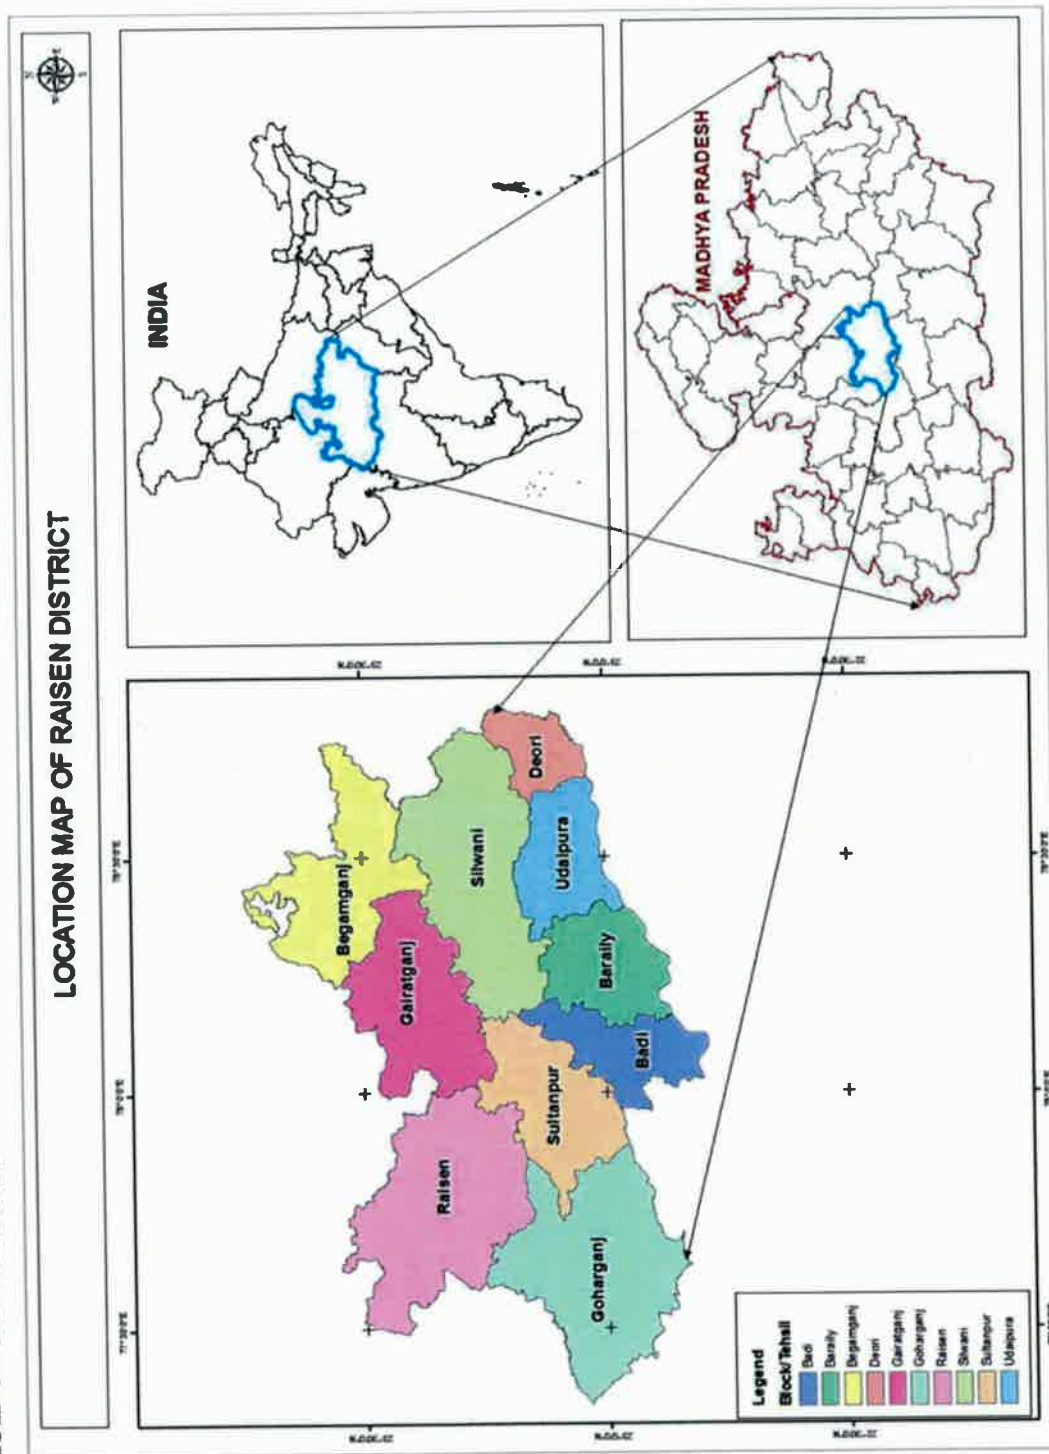 LOCATION MAP OF RAISEN DISTRICT
INDIA
MADHYA PRADESH
Begamganj
Gairatganj
Silwani
Deori
Udaipura
Baraily
Badi
Sultanpur
Raisen
Goharganj
Legend
Block/Tehsil
Badi
Baraily
Begamganj
Deori
Gairatganj
Goharganj
Raisen
Silwani
Sultanpur
Udaipura